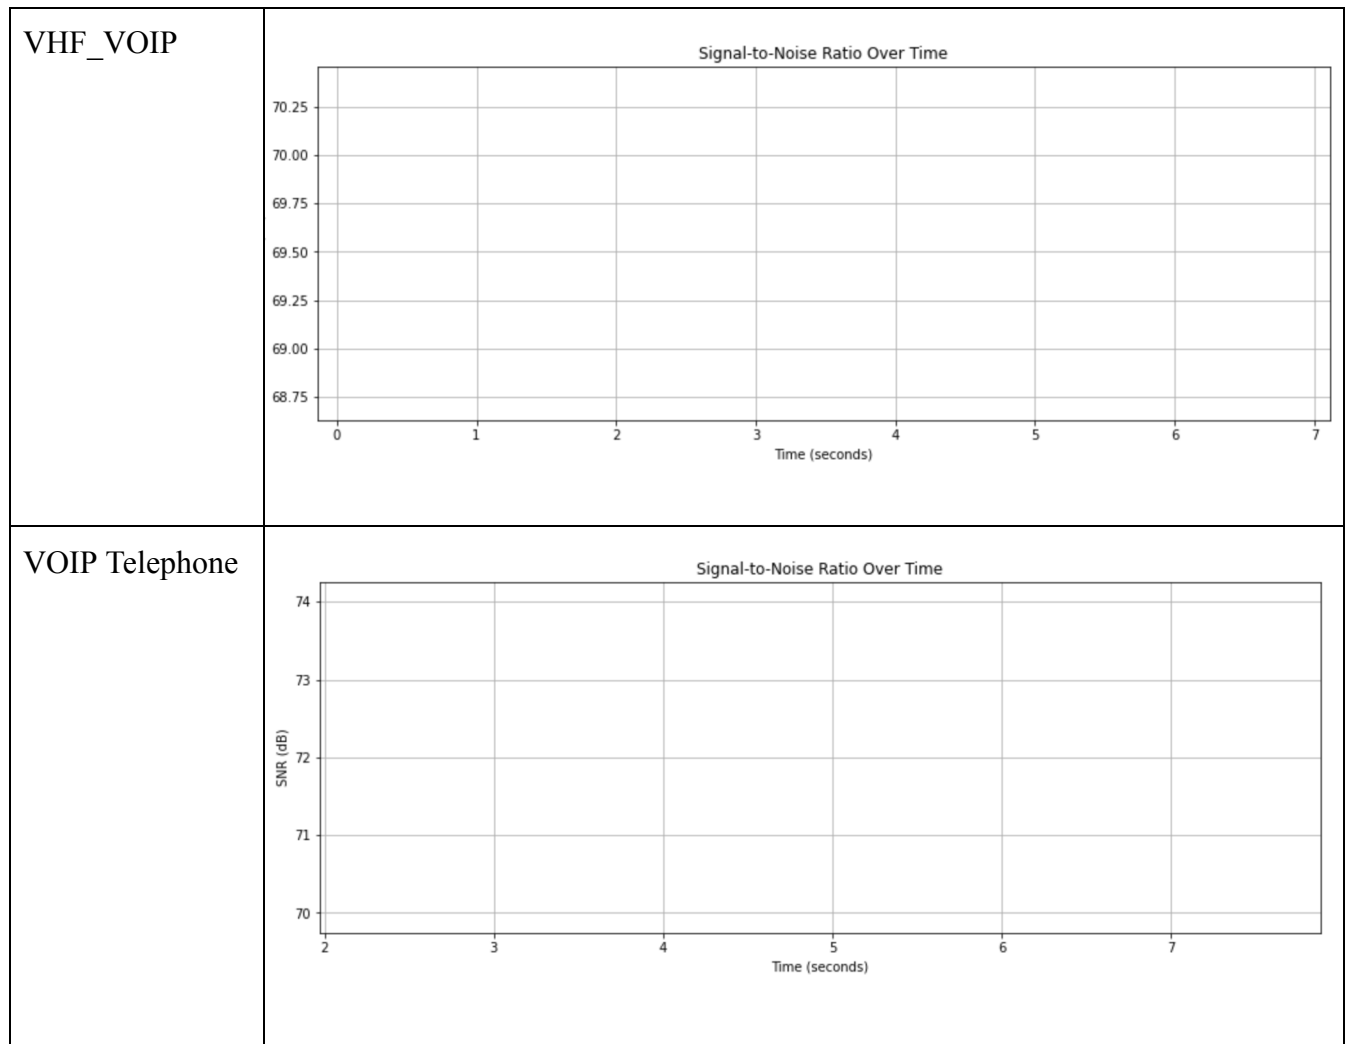 VHF_VOIP
Signal-to-Noise Ratio Over Time
70.25
70.00
69.75
69.50
69.25
69.00
68.75
0 1 2 3 4 5 6 7
Time (seconds)
VOIP Telephone
Signal-to-Noise Ratio Over Time
SNR (dB)
74
73
72
71
70
2 3 4 5 6 7
Time (seconds)